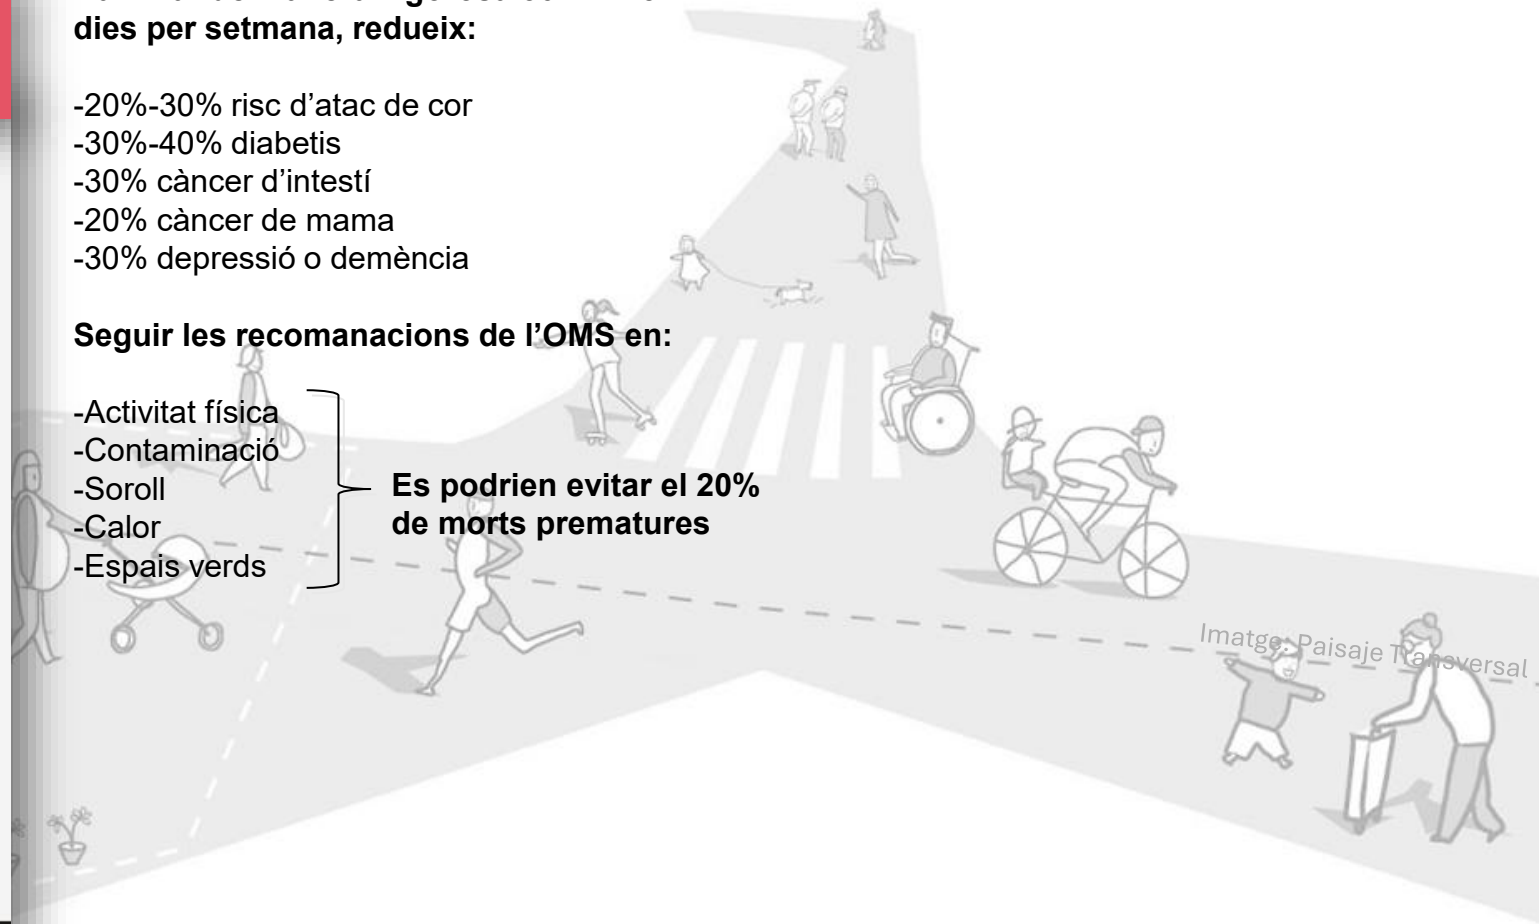 dies per setmana, redueix:
-20%-30% risc d’atac de cor
-30%-40% diabetis
-30% càncer d’intestí
-20% càncer de mama
-30% depressió o demència
Seguir les recomanacions de l’OMS en:
-Activitat física
-Contaminació
-Soroll
-Calor
-Espais verds
Es podrien evitar el 20%
de morts prematures
Imatge: Paisaje Transversal